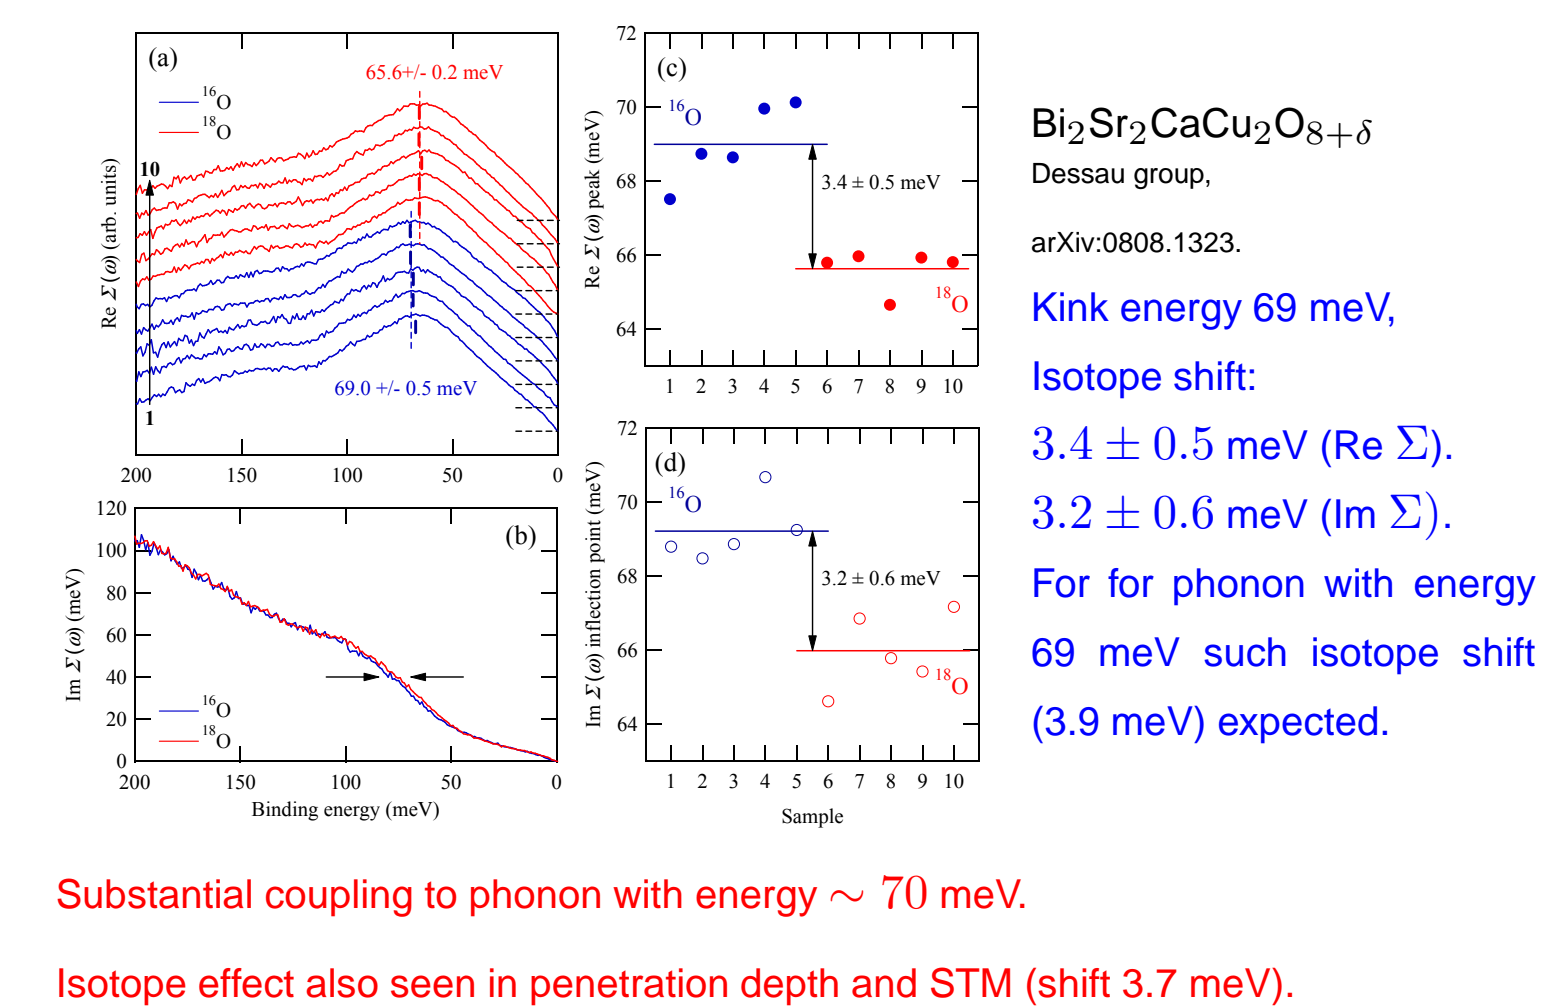 (a)
65.6+/- 0.2 meV
16O
18O
10
1
69.0 +/- 0.5 meV
Re Σ(ω) (arb. units)
200 150 100 50 0
(b)
120
100
80
60
40
20
0
Im Σ(ω) (meV)
16O
18O
200 150 100 50 0
Binding energy (meV)
(c)
72
70
68
66
64
Re Σ(ω) peak (meV)
16O
3.4 ± 0.5 meV
18O
1 2 3 4 5 6 7 8 9 10
(d)
72
70
68
66
64
Im Σ(ω) inflection point (meV)
16O
3.2 ± 0.6 meV
18O
1 2 3 4 5 6 7 8 9 10
Sample
Bi₂Sr₂CaCu₂O₈₊δ
Dessau group,
arXiv:0808.1323.
Kink energy 69 meV,
Isotope shift:
3.4 ± 0.5 meV (Re Σ).
3.2 ± 0.6 meV (Im Σ).
For for phonon with energy
69 meV such isotope shift
(3.9 meV) expected.
Substantial coupling to phonon with energy ∼ 70 meV.
Isotope effect also seen in penetration depth and STM (shift 3.7 meV).